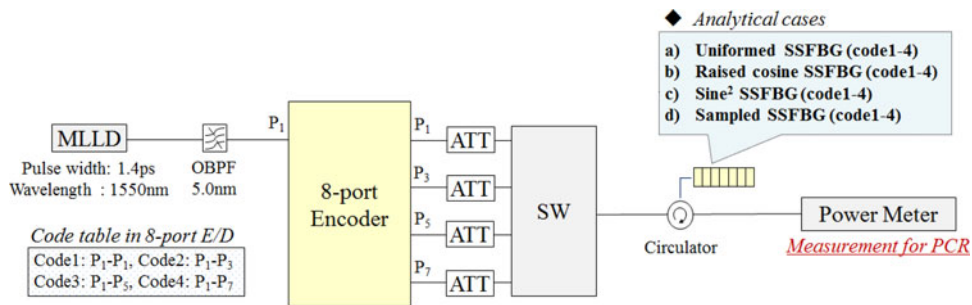 ◆ Analytical cases
a) Uniformed SSFBG (code1-4)
b) Raised cosine SSFBG (code1-4)
c) Sine² SSFBG (code1-4)
d) Sampled SSFBG (code1-4)
MLLD
Pulse width: 1.4ps
Wavelength : 1550nm
OBPF
5.0nm
P₁
8-port
Encoder
P₁
ATT
P₃
ATT
P₅
ATT
P₇
ATT
SW
Circulator
Power Meter
Measurement for PCR
Code table in 8-port E/D
Code1: P₁-P₁, Code2: P₁-P₃
Code3: P₁-P₅, Code4: P₁-P₇